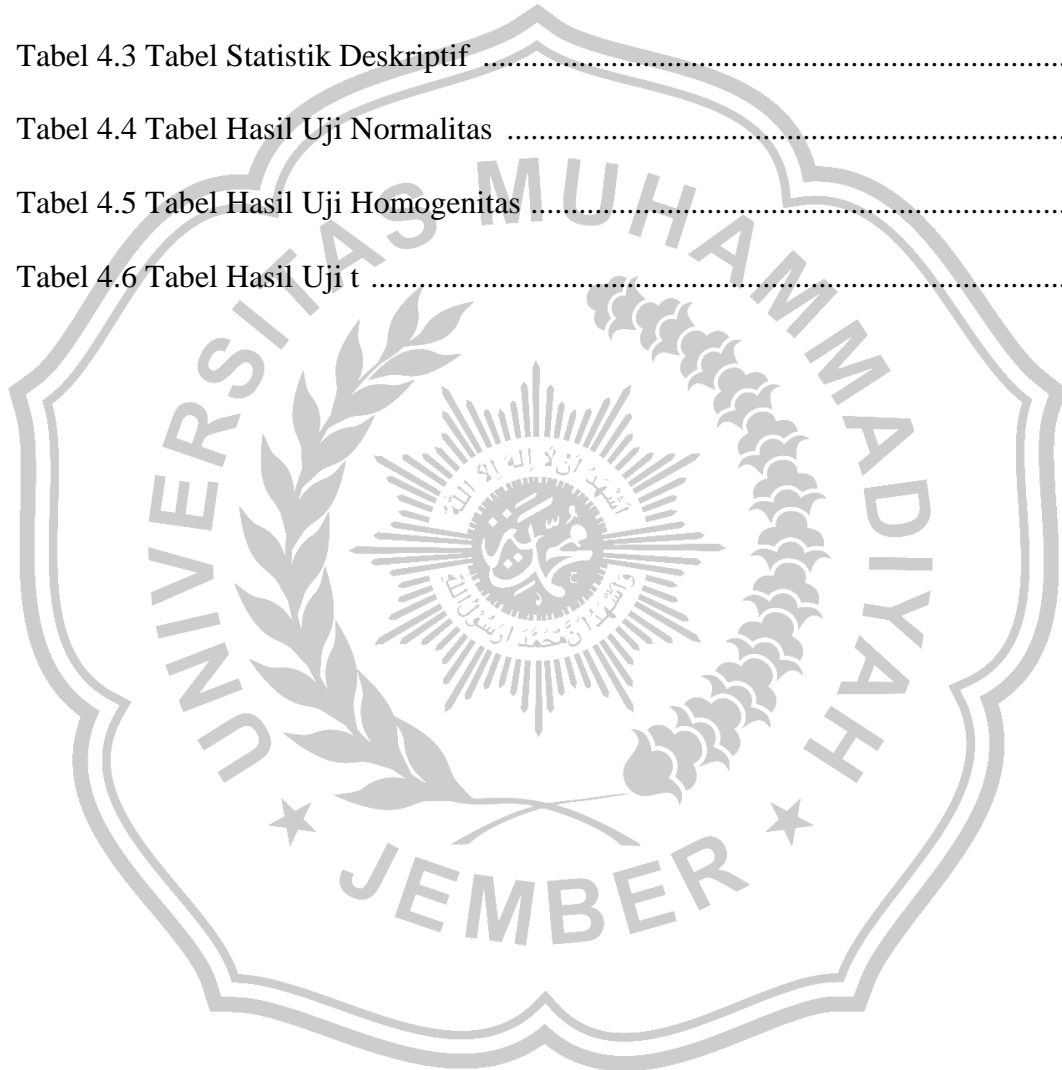 Tabel 4.3 Tabel Statistik Deskriptif ..........................................................................
Tabel 4.4 Tabel Hasil Uji Normalitas .......................................................................
Tabel 4.5 Tabel Hasil Uji Homogenitas ....................................................................
Tabel 4.6 Tabel Hasil Uji t ........................................................................................
UNIVERSITAS MUHAMMADIYAH
JEMBER